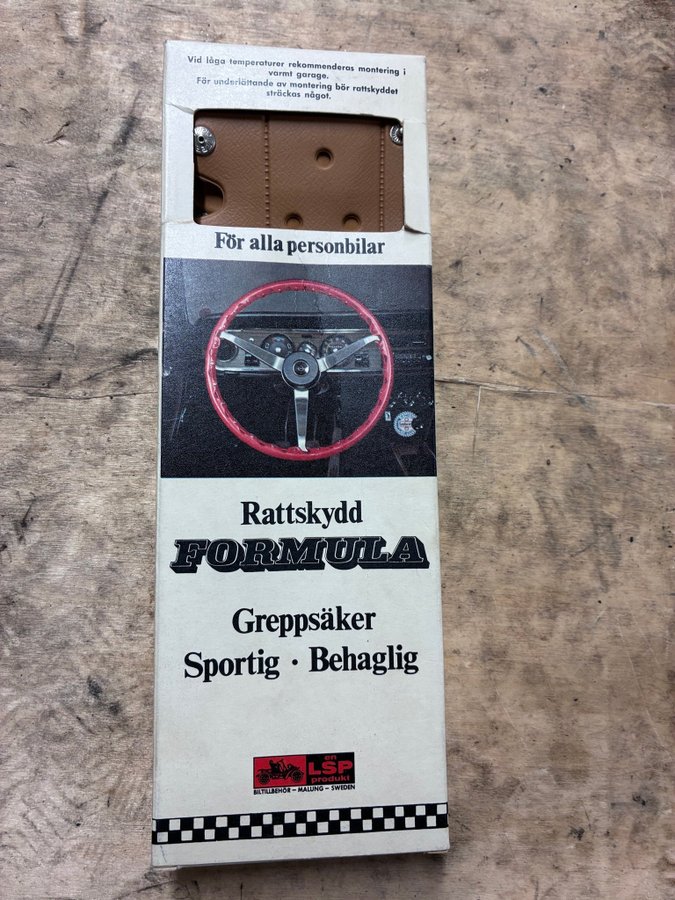 Vid låga temperaturer rekommenderas montering i
varmt garage.
För underlättande av montering bör rattskyddet
sträckas något.
För alla personbilar
Rattskydd
FORMULA
Greppsäker
Sportig · Behaglig
en
LSP
produkt
BILTILLBEHÖR – MALUNG – SWEDEN